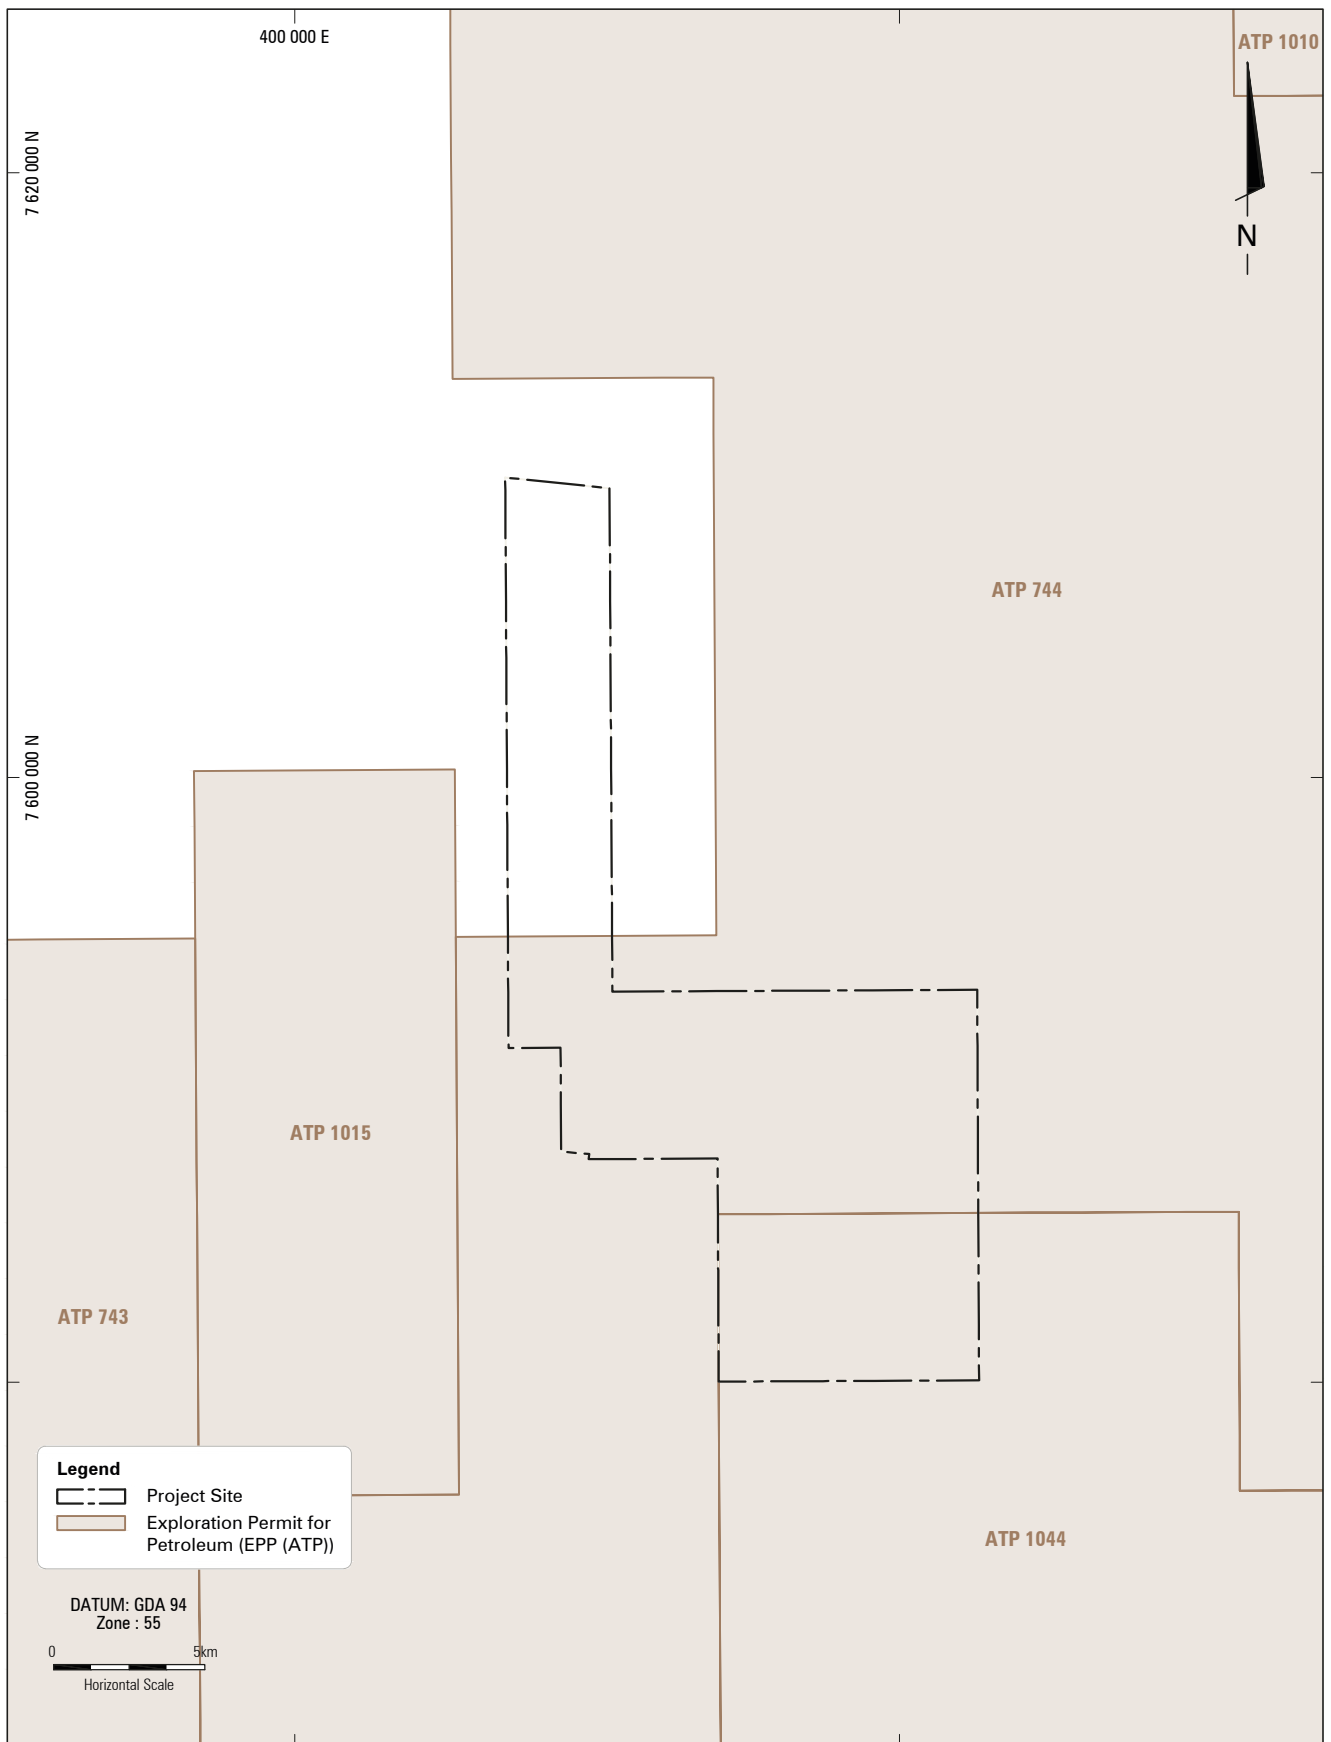 400 000 E
ATP 1010
7 620 000 N
N
ATP 744
7 600 000 N
ATP 1015
ATP 743
Legend
Project Site
Exploration Permit for
Petroleum (EPP (ATP))
ATP 1044
DATUM: GDA 94
Zone : 55
0 5km
Horizontal Scale